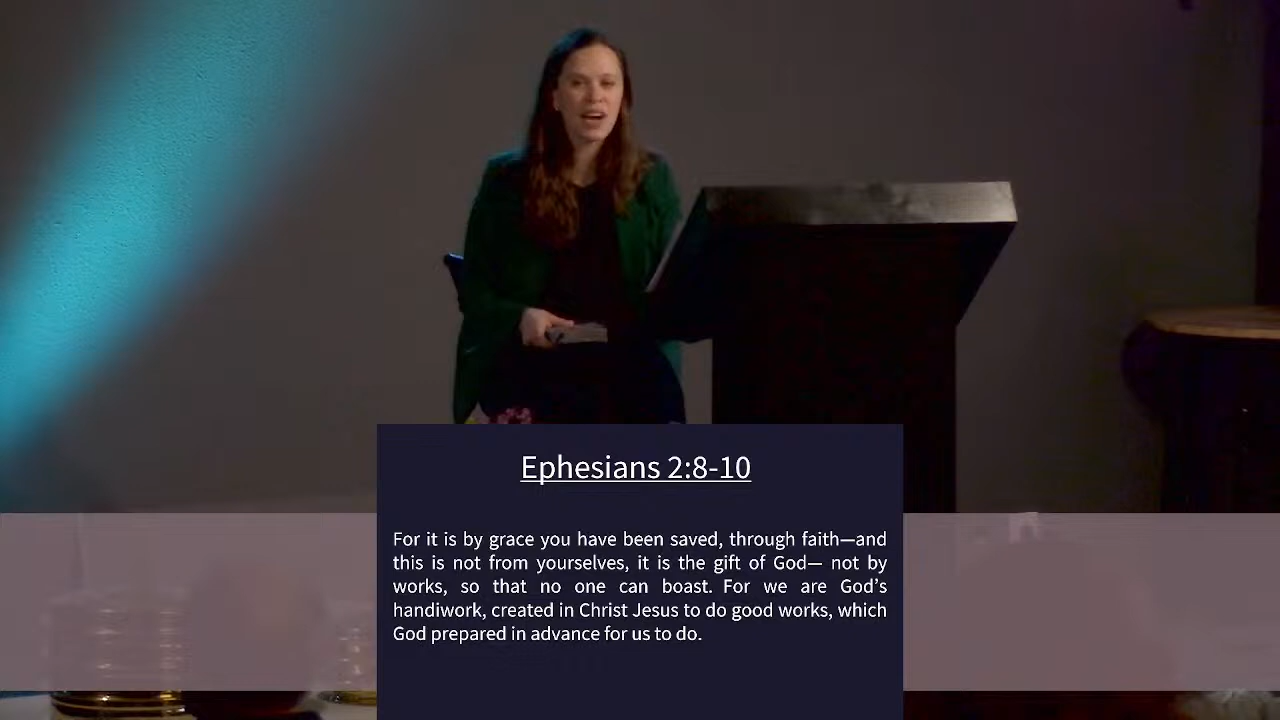 Ephesians 2:8-10
For it is by grace you have been saved, through faith—and
this is not from yourselves, it is the gift of God— not by
works, so that no one can boast. For we are God’s
handiwork, created in Christ Jesus to do good works, which
God prepared in advance for us to do.